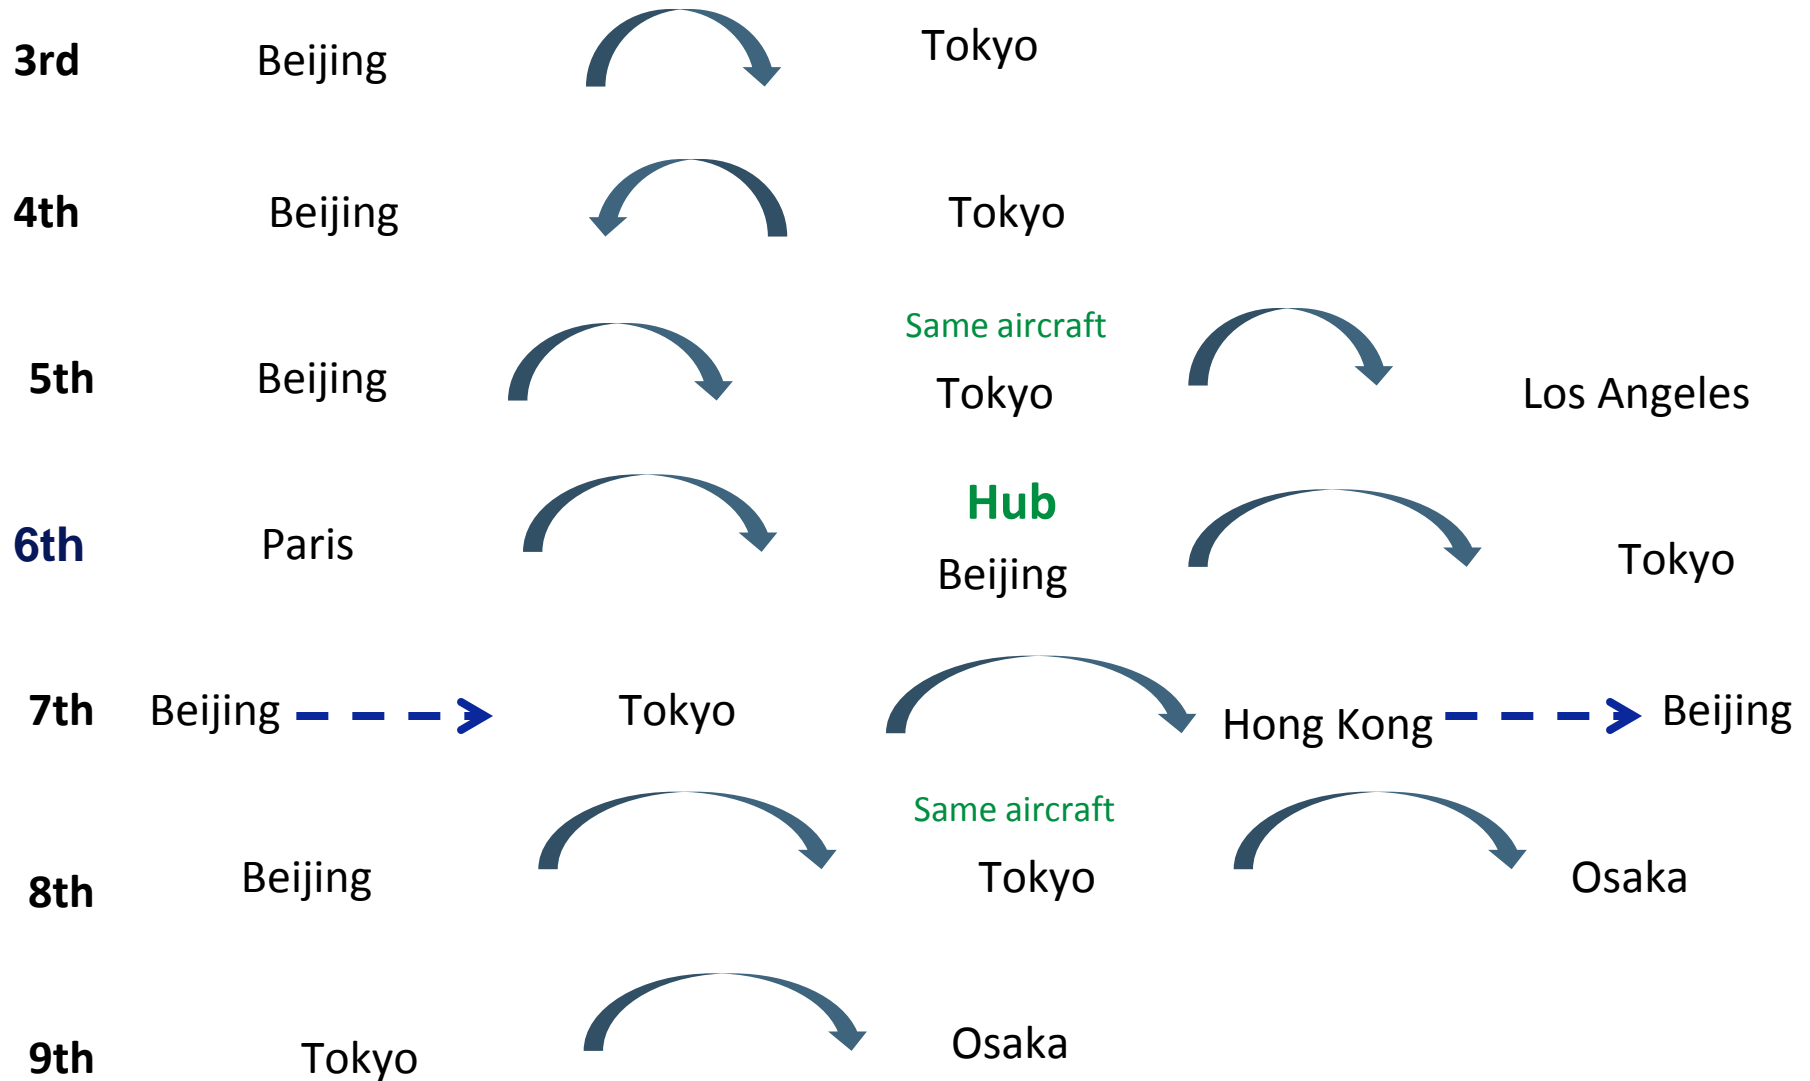 3rd Beijing Tokyo
4th Beijing Tokyo
Same aircraft
5th Beijing Tokyo Los Angeles
Hub
6th Paris Beijing Tokyo
7th Beijing Tokyo Hong Kong Beijing
Same aircraft
8th Beijing Tokyo Osaka
9th Tokyo Osaka